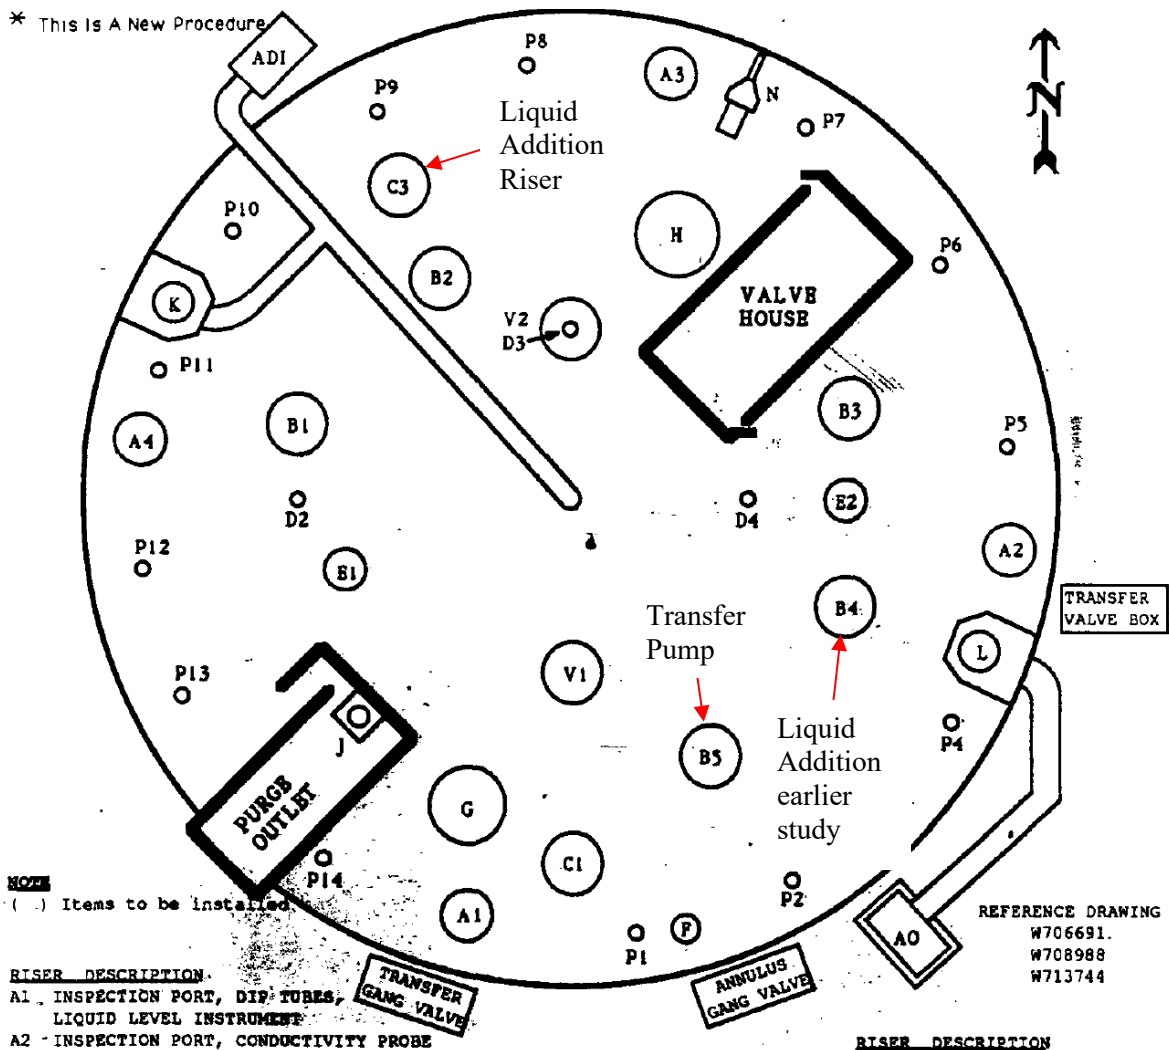 * This Is A New Procedure
ADI
P8
A3
N
P9
P7
N
Liquid
Addition
Riser
C3
P10
H
P6
B2
K
VALVE
HOUSE
V2
D3
P11
B3
P5
B1
A4
D2
D4
E2
A2
P12
E1
TRANSFER
VALVE BOX
Transfer
Pump
B4
L
V1
P13
J
P4
B5
Liquid
Addition
earlier
study
PURGE
OUTLET
G
C1
P14
P2
NOTE
( ) Items to be installed
A1
F
P1
AO
REFERENCE DRAWING
W706691.
W708988
W713744
TRANSFER
GANG VALVE
ANNULUS
GANG VALVE
RISER DESCRIPTION
A1 - INSPECTION PORT, DIP TUBES,
LIQUID LEVEL INSTRUMENT
A2 - INSPECTION PORT, CONDUCTIVITY PROBE
RISER DESCRIPTION